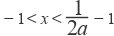 −1 < x < 1/2a − 1